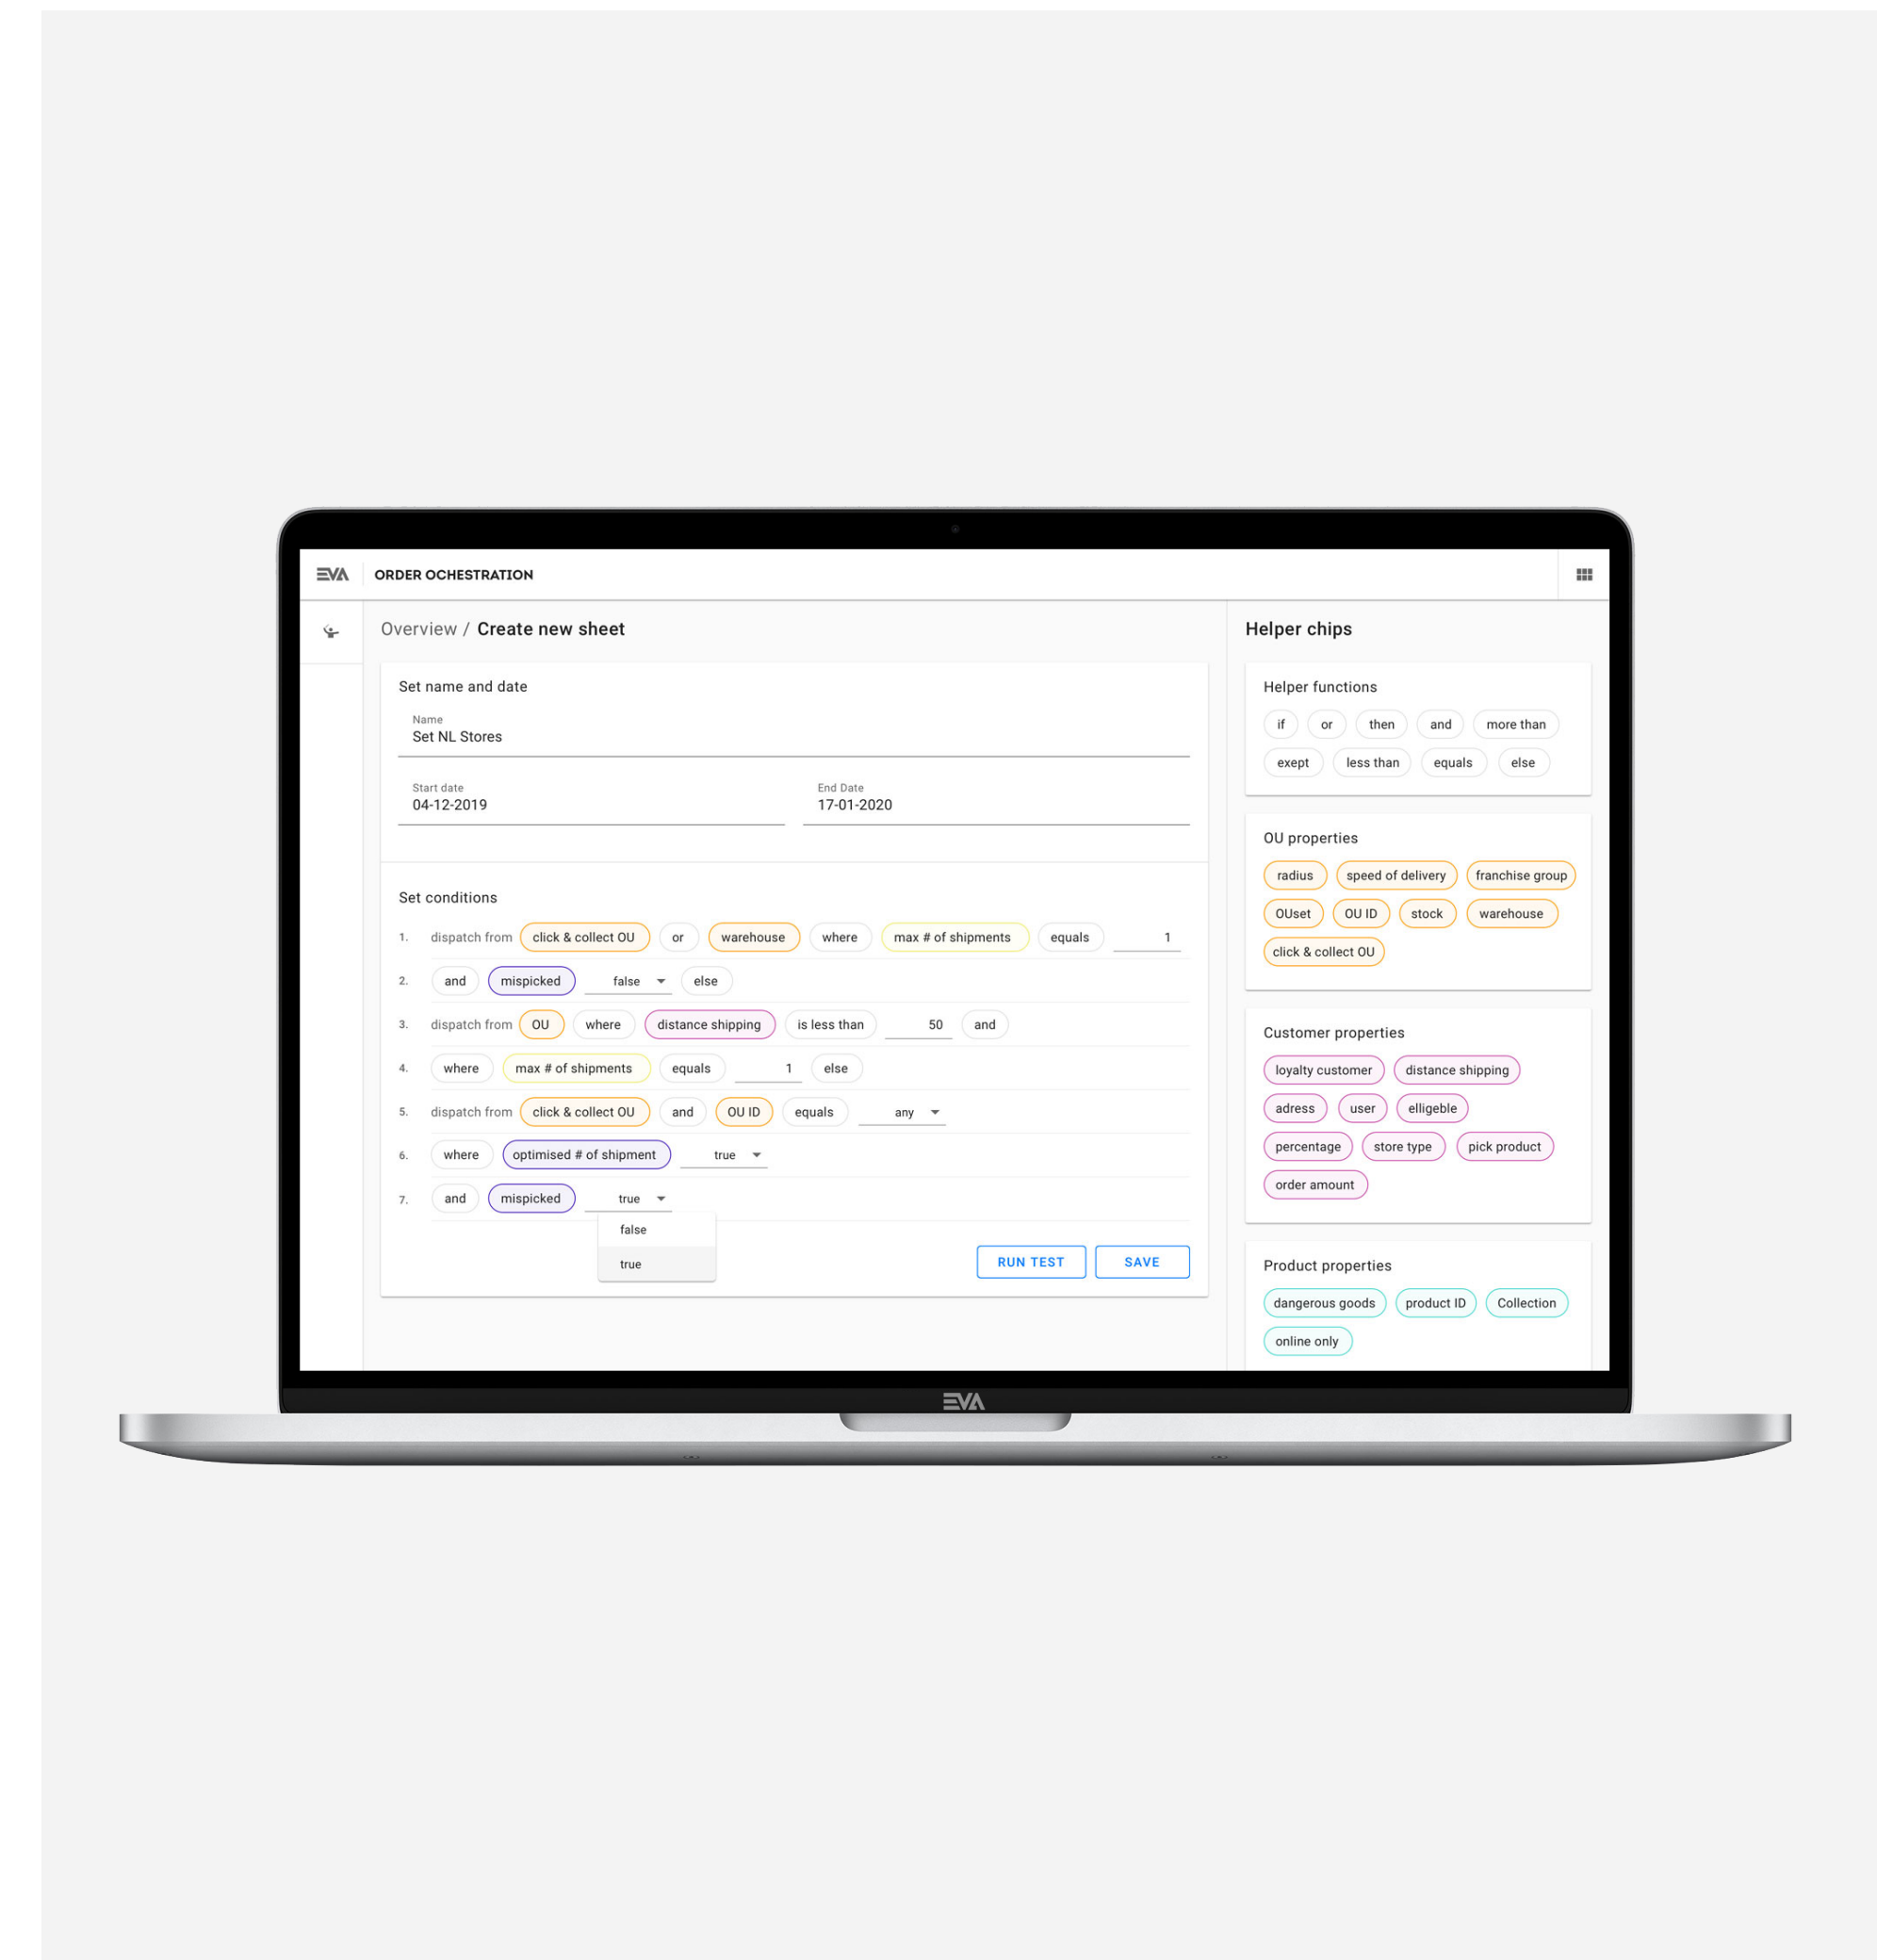 EVA ORDER OCHESTRATION
Overview / Create new sheet
Set name and date
Name
Set NL Stores
Start date
04-12-2019
End Date
17-01-2020
Set conditions
1. dispatch from click & collect OU or warehouse where max # of shipments equals 1
2. and mispicked false else
3. dispatch from OU where distance shipping is less than 50 and
4. where max # of shipments equals 1 else
5. dispatch from click & collect OU and OU ID equals any
6. where optimised # of shipment true
7. and mispicked true
false
true
RUN TEST SAVE
Helper chips
Helper functions
if or then and more than
exept less than equals else
OU properties
radius speed of delivery franchise group
OUset OU ID stock warehouse
click & collect OU
Customer properties
loyalty customer distance shipping
adress user elligeble
percentage store type pick product
order amount
Product properties
dangerous goods product ID Collection
online only
EVA